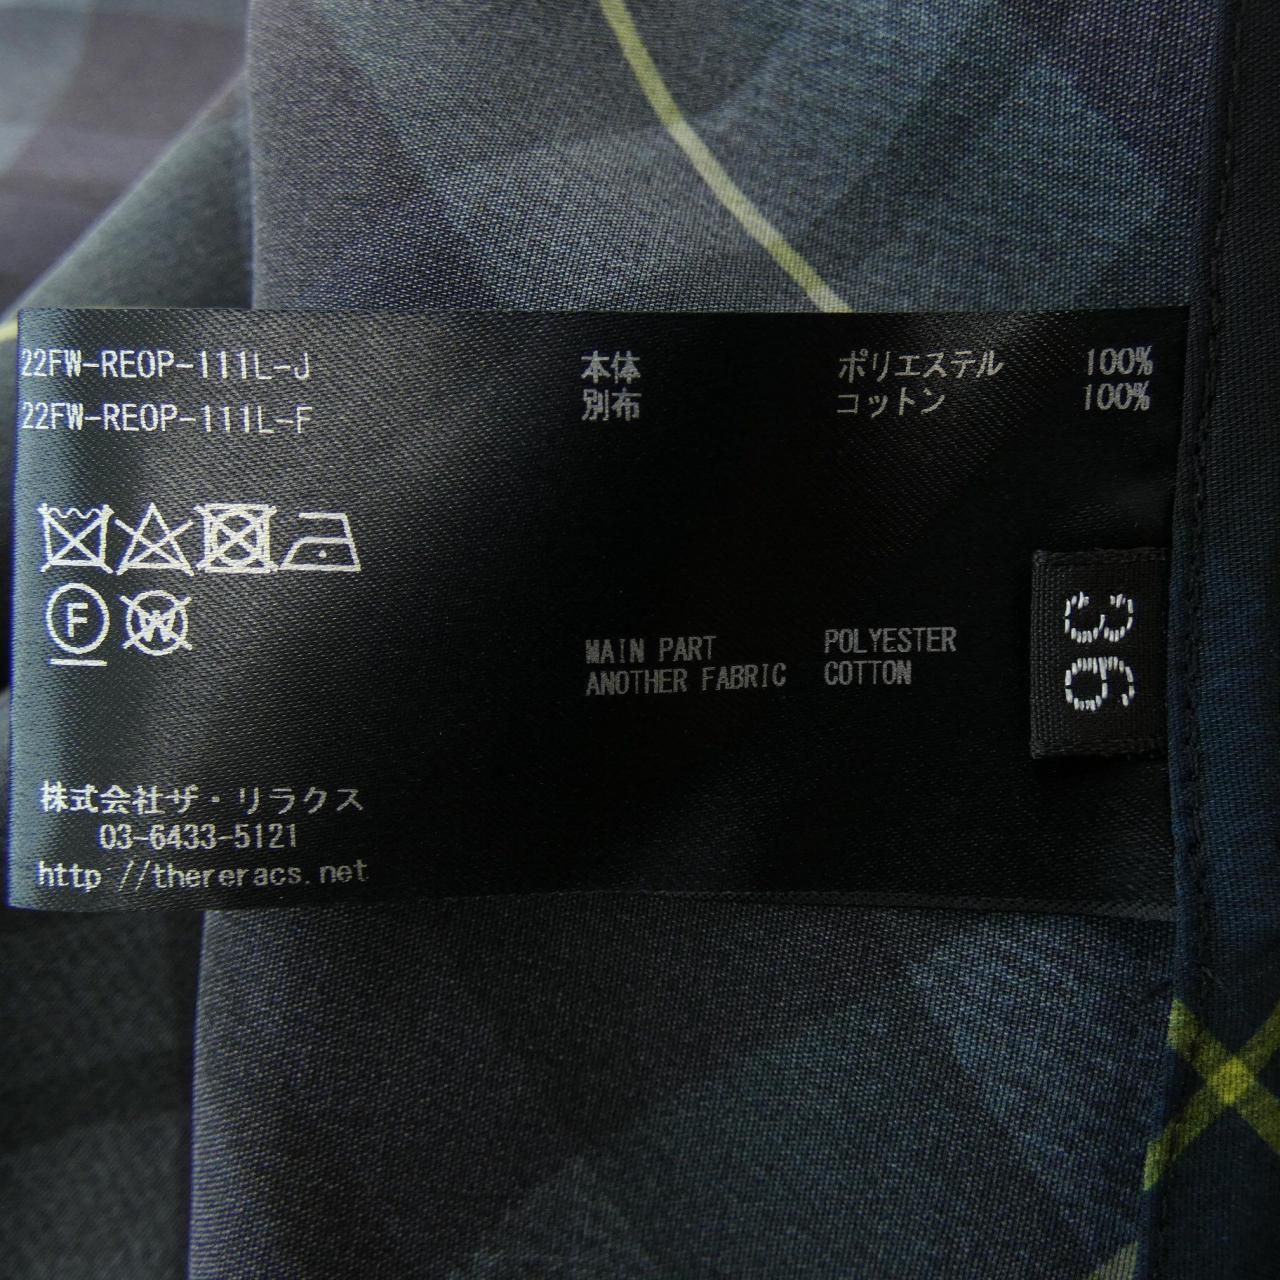 22FW-REOP-111L-J
22FW-REOP-111L-F
本体 ポリエステル 100%
別布 コットン 100%
F
W
MAIN PART POLYESTER
ANOTHER FABRIC COTTON
36
株式会社ザ・リラクス
03-6433-5121
http://thereracs.net